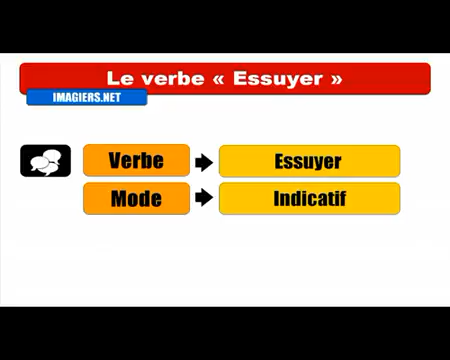 Le verbe « Essuyer »
IMAGIERS.NET
Verbe Essuyer
Mode Indicatif